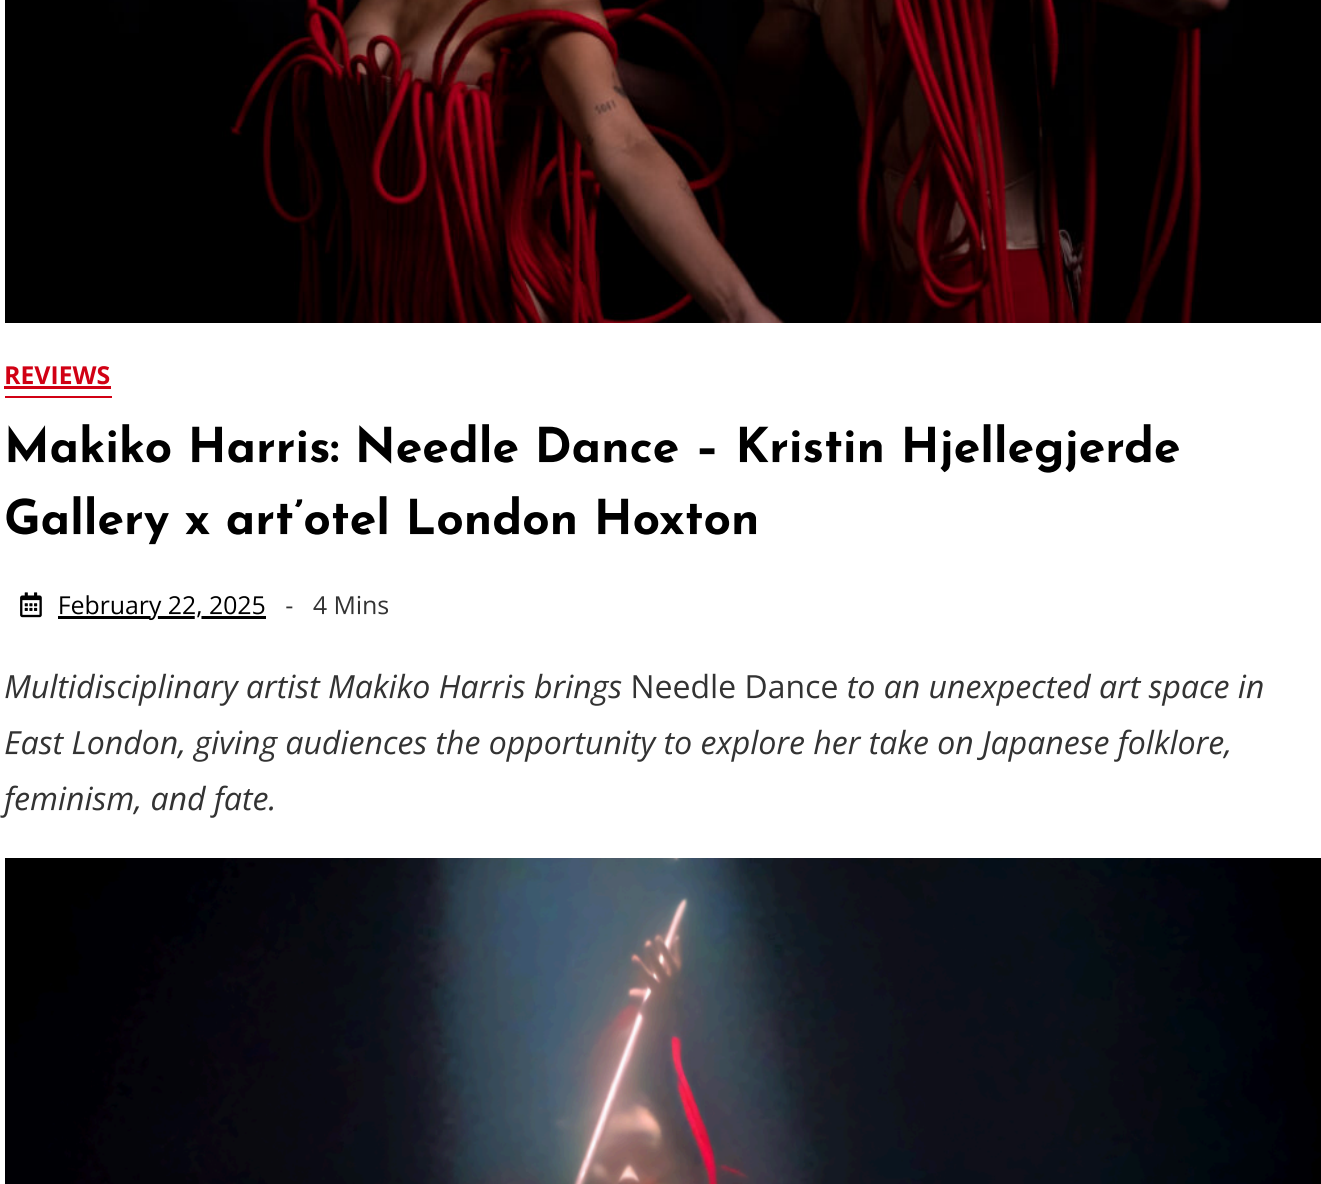 REVIEWS
Makiko Harris: Needle Dance – Kristin Hjellegjerde
Gallery x art’otel London Hoxton
February 22, 2025 - 4 Mins
Multidisciplinary artist Makiko Harris brings Needle Dance to an unexpected art space in
East London, giving audiences the opportunity to explore her take on Japanese folklore,
feminism, and fate.